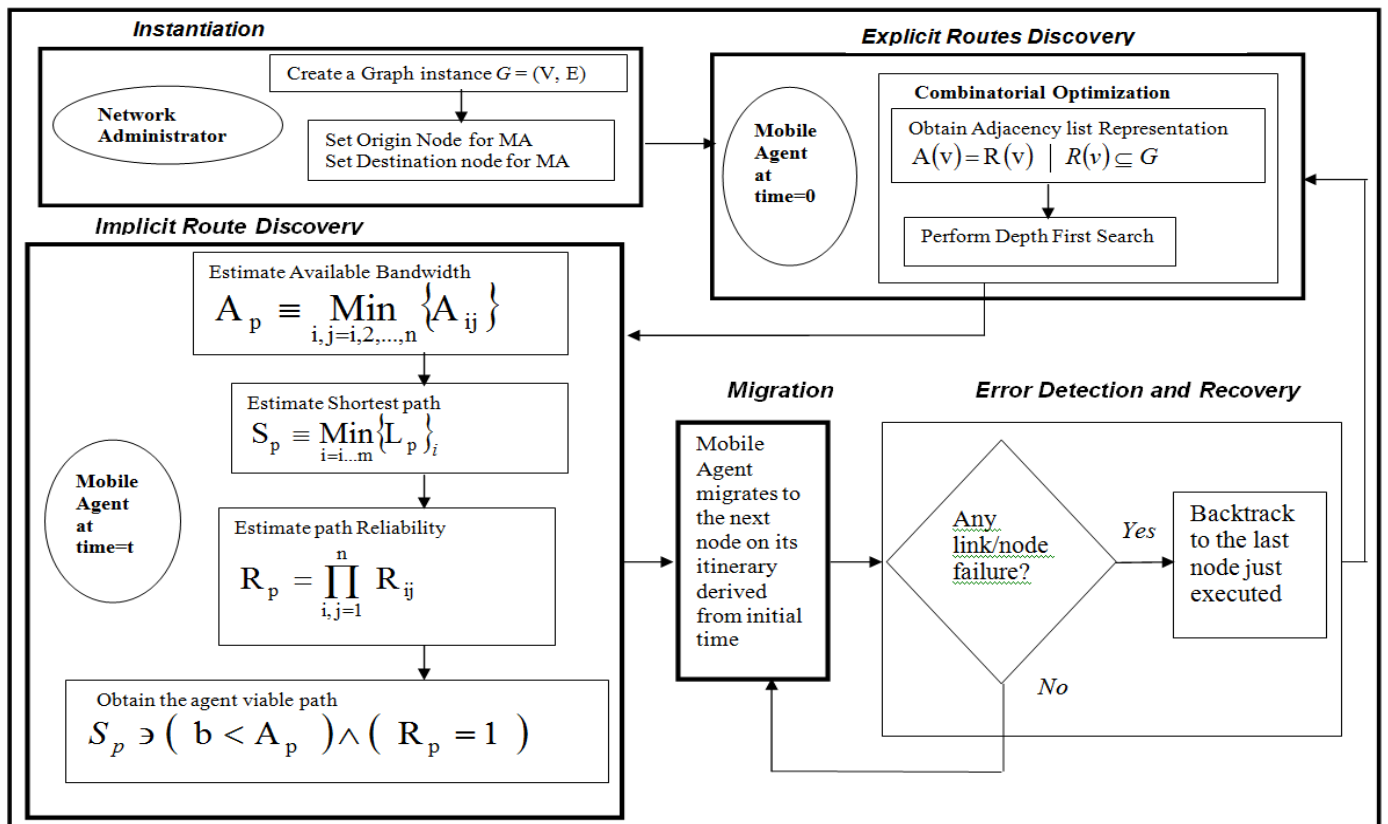 Instantiation
Create a Graph instance G = (V, E)
Network
Administrator
Set Origin Node for MA
Set Destination node for MA
Explicit Routes Discovery
Combinatorial Optimization
Mobile
Agent
at
time=0
Obtain Adjacency list Representation
A(v)=R(v) | R(v) ⊆ G
Perform Depth First Search
Implicit Route Discovery
Estimate Available Bandwidth
A_p ≡ Min_{i, j=i,2,...,n} {A_ij}
Estimate Shortest path
S_p ≡ Min_{i=i...m} {L_p}_i
Mobile
Agent
at
time=t
Estimate path Reliability
R_p = ∏_{i, j=1}^{n} R_ij
Obtain the agent viable path
S_p ∍ ( b < A_p ) ∧ ( R_p = 1 )
Migration
Mobile
Agent
migrates to
the next
node on its
itinerary
derived
from initial
time
Error Detection and Recovery
Any
link/node
failure?
Yes
No
Backtrack
to the last
node just
executed